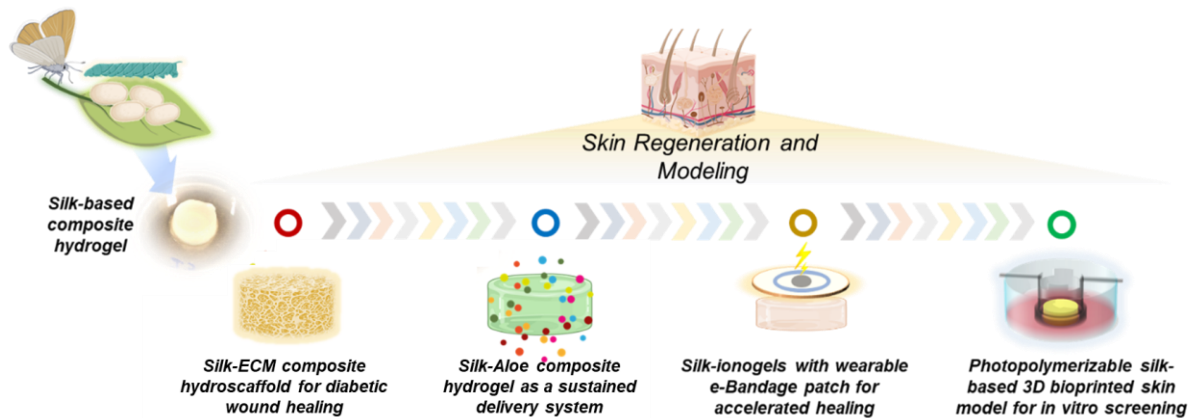 Skin Regeneration and
Modeling
Silk-based
composite
hydrogel
Silk-ECM composite
hydroscaffold for diabetic
wound healing
Silk-Aloe composite
hydrogel as a sustained
delivery system
Silk-ionogels with wearable
e-Bandage patch for
accelerated healing
Photopolymerizable silk-
based 3D bioprinted skin
model for in vitro screening